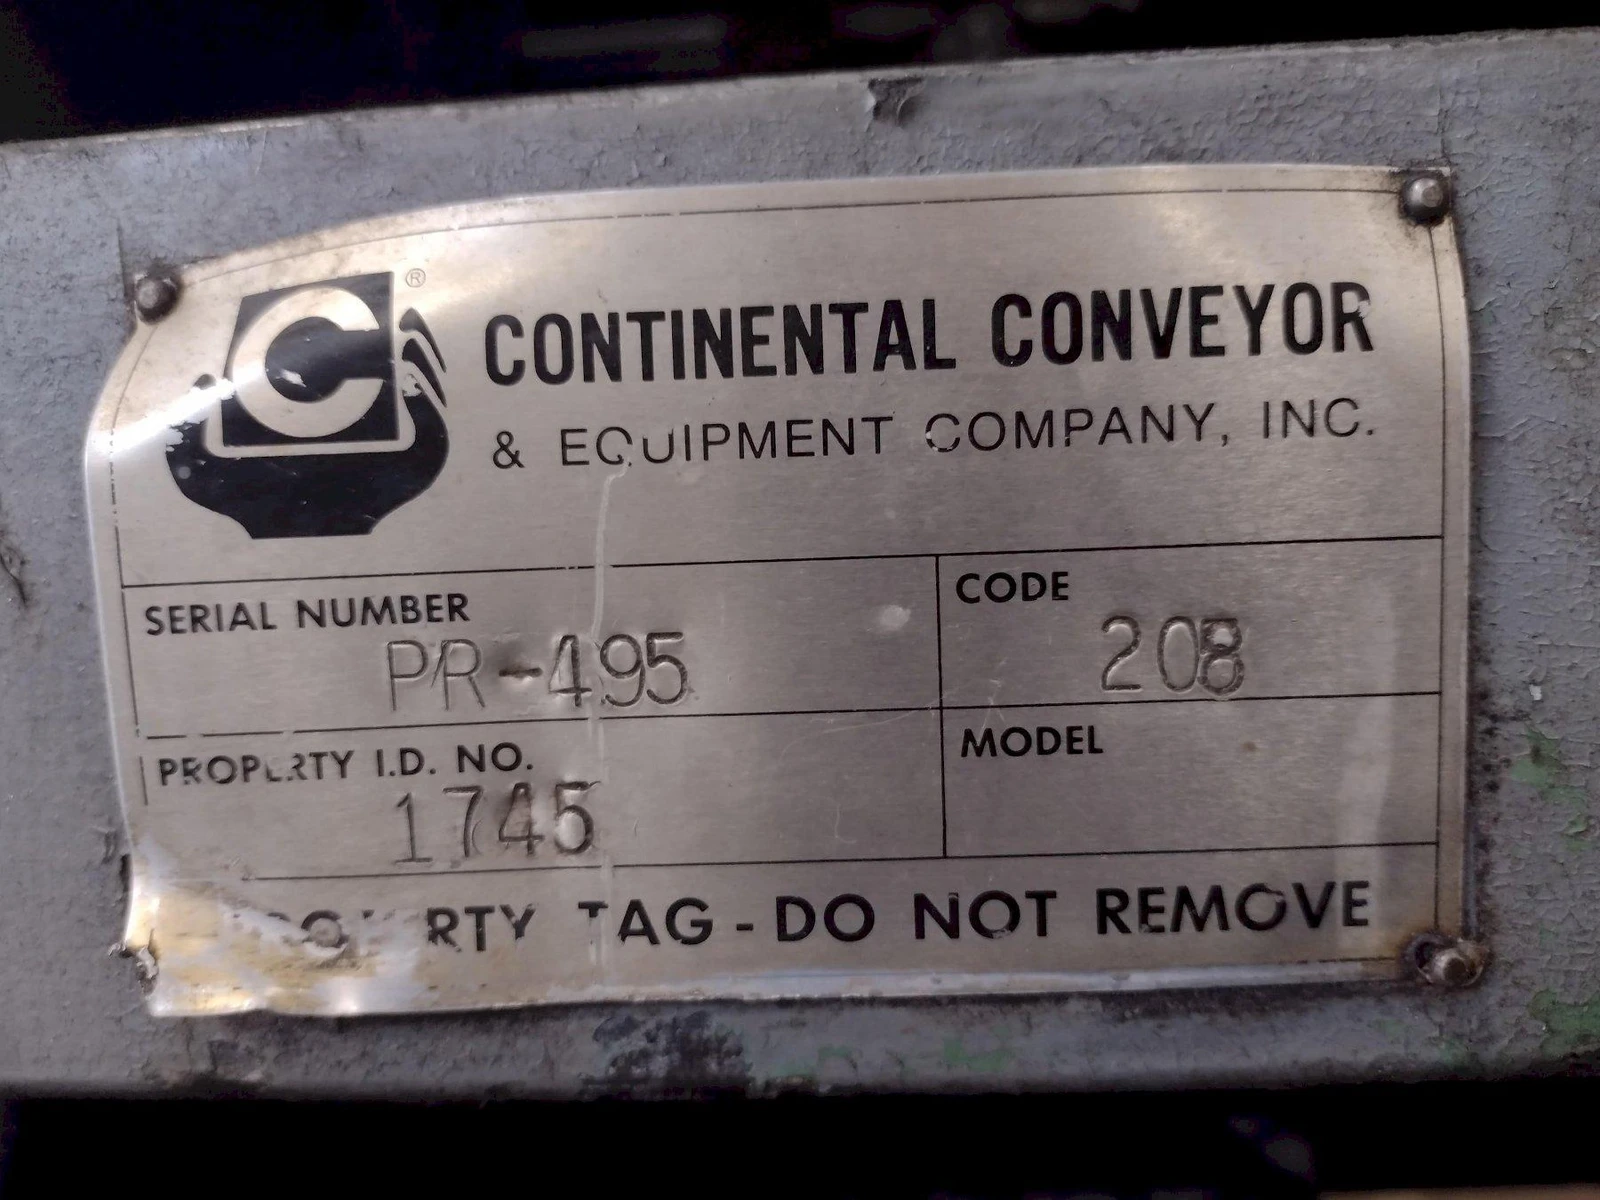 C ®
CONTINENTAL CONVEYOR
& EQUIPMENT COMPANY, INC.
SERIAL NUMBER
PR-495
CODE
208
PROPERTY I.D. NO.
1745
MODEL
PROPERTY TAG - DO NOT REMOVE